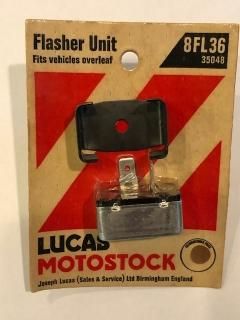 Flasher Unit
8FL36
Fits vehicles overleaf
35048
LUCAS
MOTOSTOCK
Joseph Lucas (Sales & Service) Ltd Birmingham England